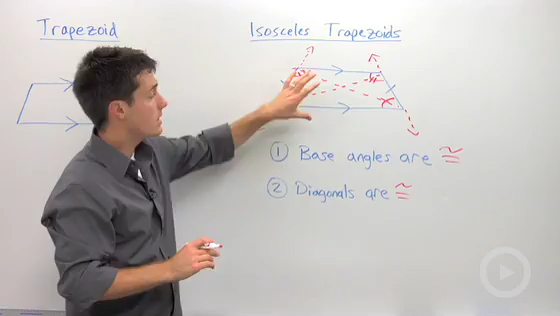 Trapezoid
Isosceles Trapezoids
① Base angles are ≅
② Diagonals are ≅